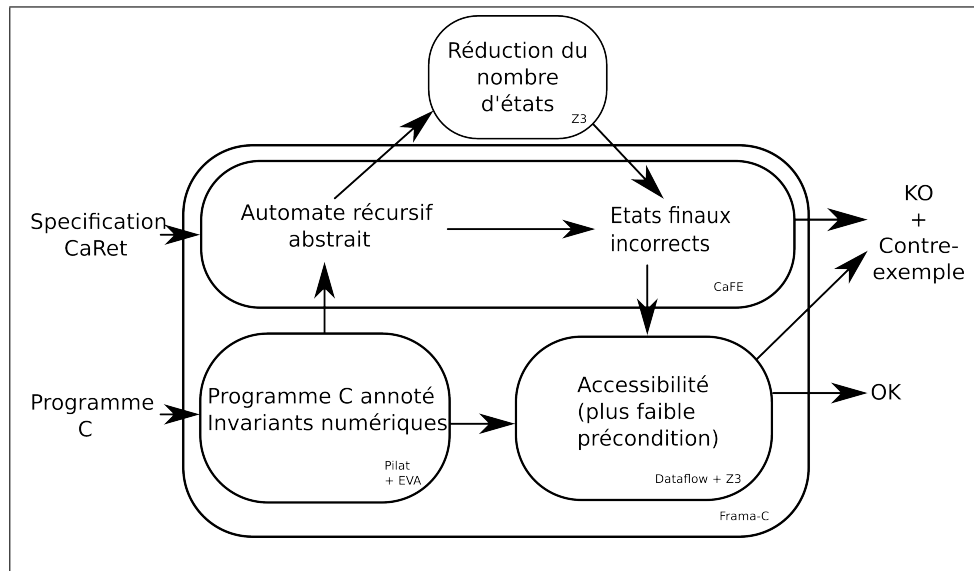 Réduction du
nombre
d'états
Z3
Specification
CaRet
Automate récursif
abstrait
Etats finaux
incorrects
CaFE
KO
+
Contre-
exemple
Programme
C
Programme C annoté
Invariants numériques
Pilat
+ EVA
Accessibilité
(plus faible
précondition)
Dataflow + Z3
OK
Frama-C